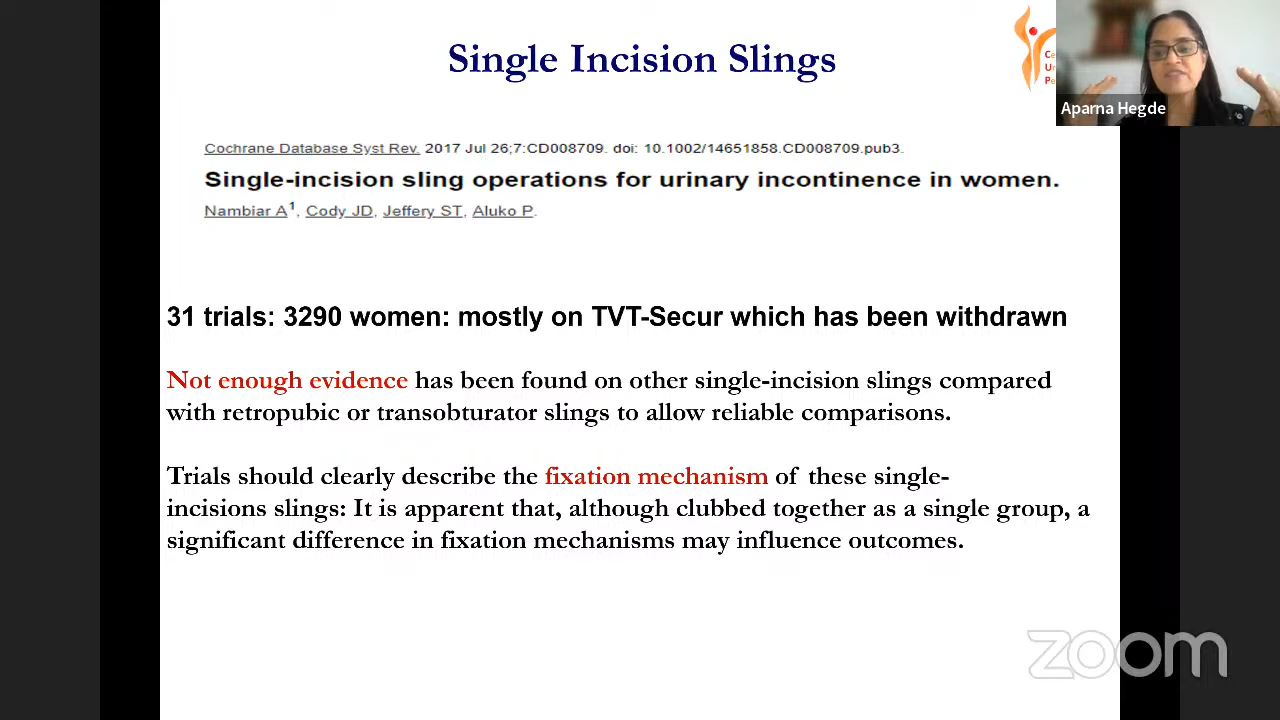 Single Incision Slings
Aparna Hegde
Cochrane Database Syst Rev. 2017 Jul 26;7:CD008709. doi: 10.1002/14651858.CD008709.pub3.
Single-incision sling operations for urinary incontinence in women.
Nambiar A1, Cody JD, Jeffery ST, Aluko P.
31 trials: 3290 women: mostly on TVT-Secur which has been withdrawn
Not enough evidence has been found on other single-incision slings compared
with retropubic or transobturator slings to allow reliable comparisons.
Trials should clearly describe the fixation mechanism of these single-
incisions slings: It is apparent that, although clubbed together as a single group, a
significant difference in fixation mechanisms may influence outcomes.
zoom